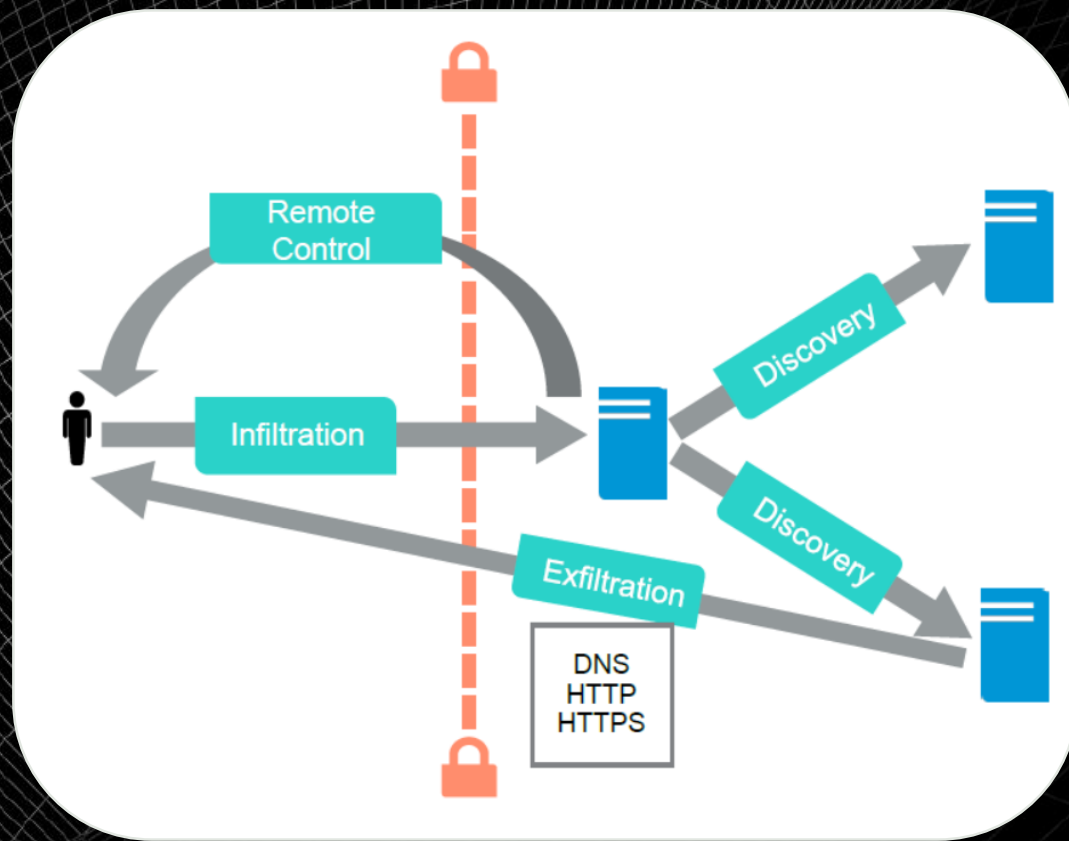 Remote
Control
Infiltration
Discovery
Discovery
Exfiltration
DNS
HTTP
HTTPS